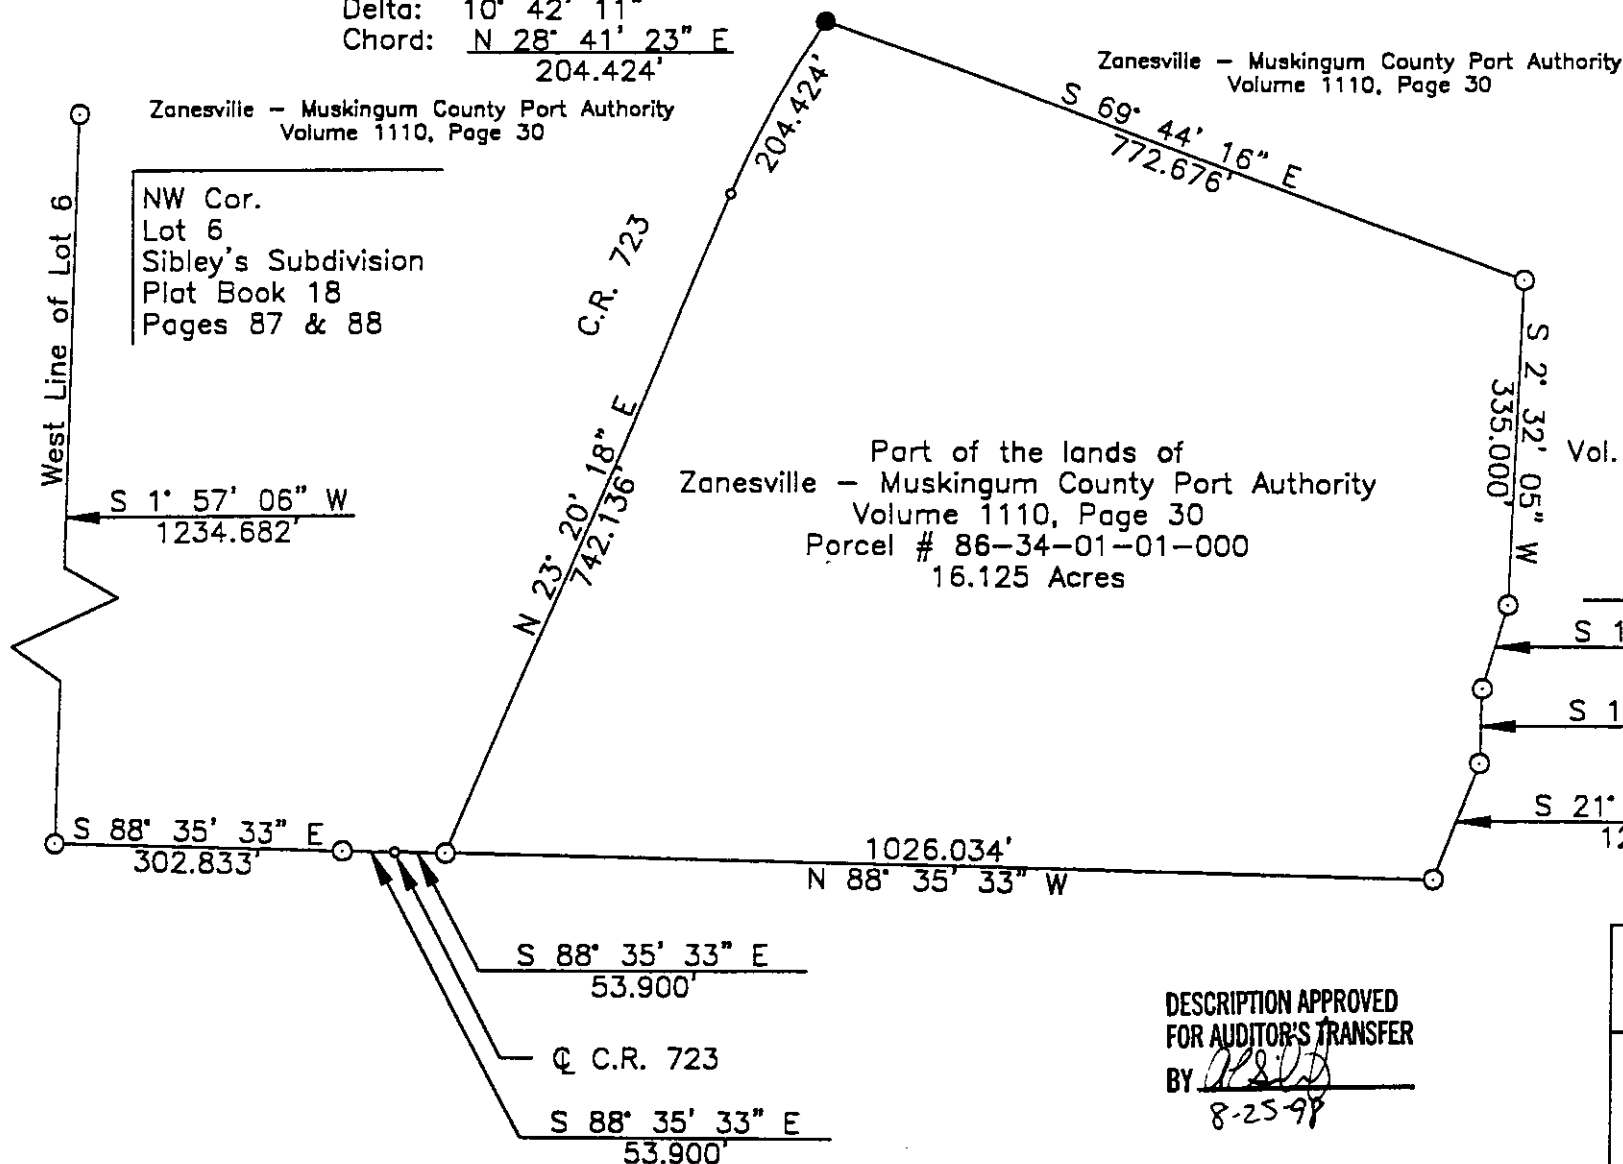 Delta: 10° 42' 11"
Chord: N 28° 41' 23" E
204.424'
Zanesville – Muskingum County Port Authority
Volume 1110, Page 30
Zanesville – Muskingum County Port Authority
Volume 1110, Page 30
NW Cor.
Lot 6
Sibley's Subdivision
Plat Book 18
Pages 87 & 88
West Line of Lot 6
S 1° 57' 06" W
1234.682'
204.424'
C.R. 723
N 23° 20' 18" E
742.136'
S 69° 44' 16" E
772.676'
S 2° 32' 05" W
335.000'
Vol.
Part of the lands of
Zanesville – Muskingum County Port Authority
Volume 1110, Page 30
Parcel # 86–34–01–01–000
16.125 Acres
S 1
S 1
S 21°
12
S 88° 35' 33" E
302.833'
1026.034'
N 88° 35' 33" W
S 88° 35' 33" E
53.900'
℄ C.R. 723
S 88° 35' 33" E
53.900'
DESCRIPTION APPROVED
FOR AUDITOR'S TRANSFER
BY
8-25-98